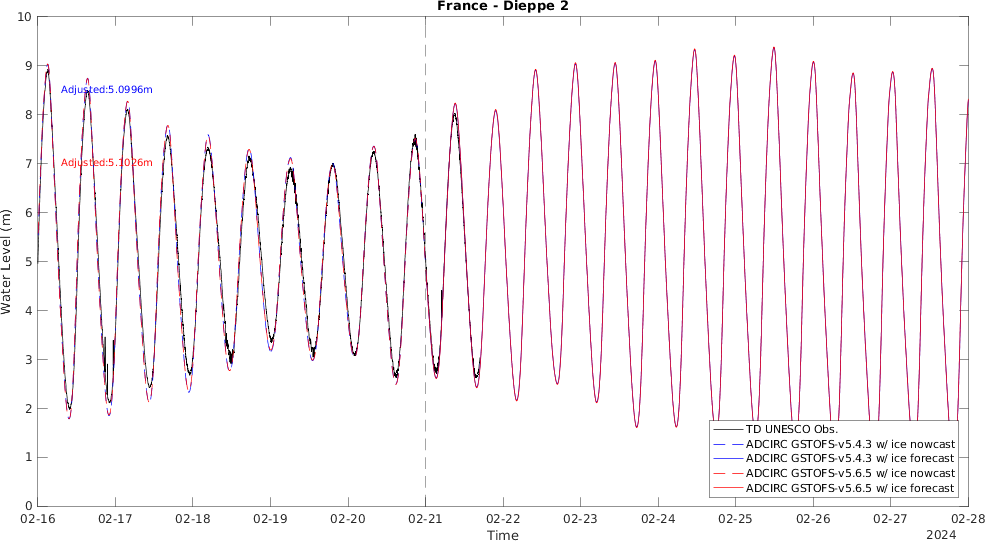 France - Dieppe 2
10
9
8
7
6
5
4
3
2
1
0
Water Level (m)
Adjusted:5.0996m
Adjusted:5.1026m
TD UNESCO Obs.
ADCIRC GSTOFS-v5.4.3 w/ ice nowcast
ADCIRC GSTOFS-v5.4.3 w/ ice forecast
ADCIRC GSTOFS-v5.6.5 w/ ice nowcast
ADCIRC GSTOFS-v5.6.5 w/ ice forecast
02-16 02-17 02-18 02-19 02-20 02-21 02-22 02-23 02-24 02-25 02-26 02-27 02-28
Time
2024